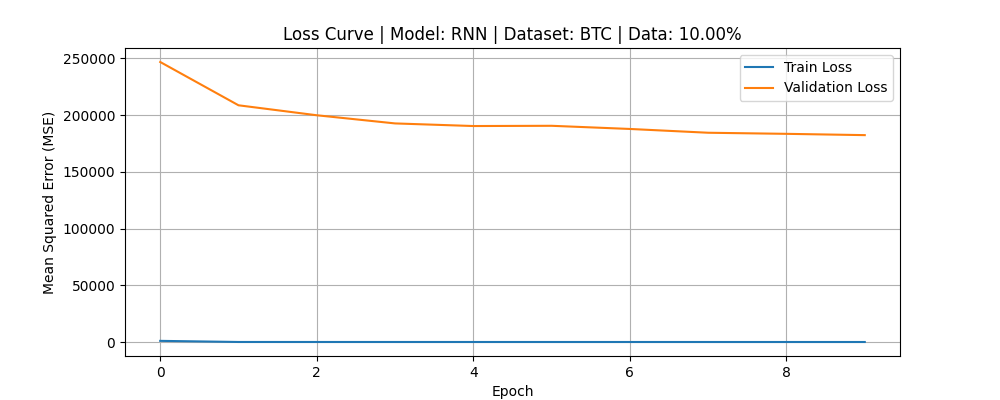 Loss Curve | Model: RNN | Dataset: BTC | Data: 10.00%
250000
200000
150000
100000
50000
0
Mean Squared Error (MSE)
Train Loss
Validation Loss
0 2 4 6 8
Epoch